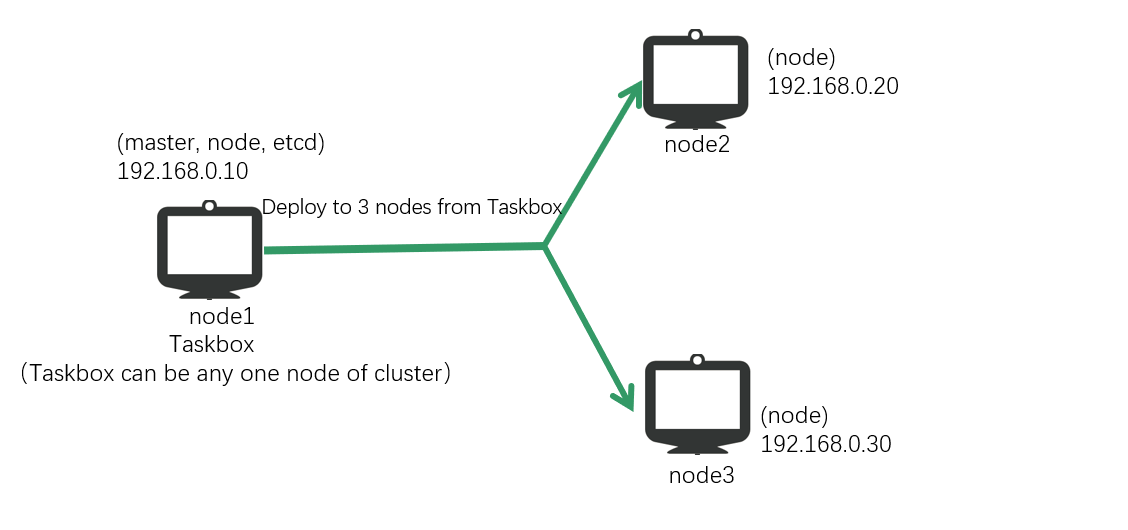 (master, node, etcd)
192.168.0.10
Deploy to 3 nodes from Taskbox
node1
Taskbox
（Taskbox can be any one node of cluster）
(node)
192.168.0.20
node2
(node)
192.168.0.30
node3